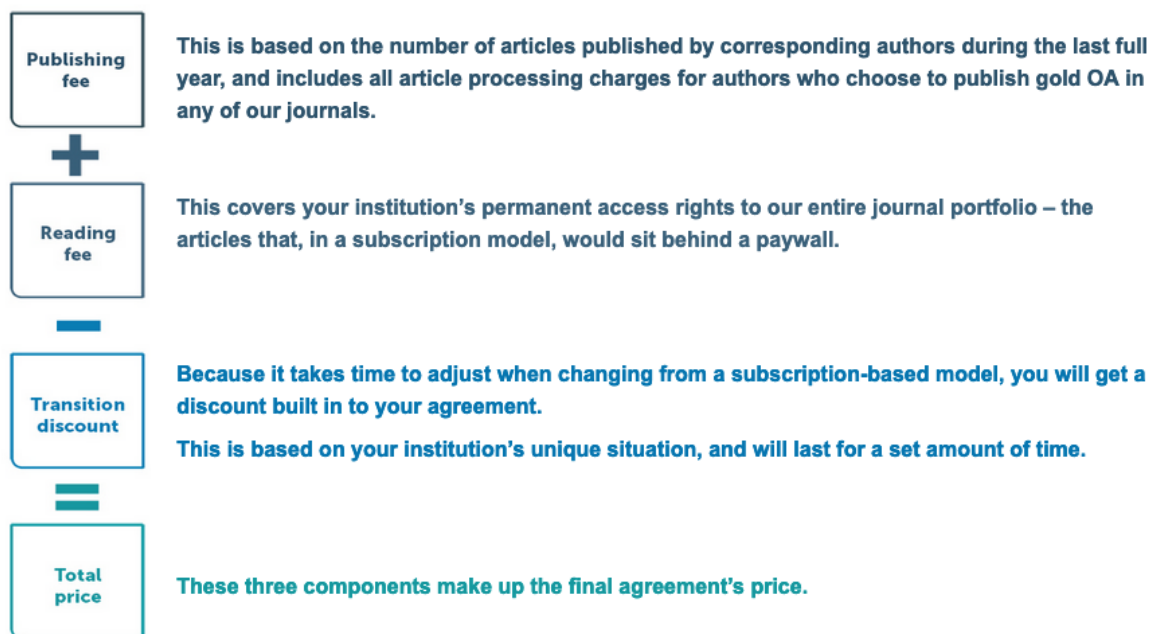 Publishing
fee
This is based on the number of articles published by corresponding authors during the last full
year, and includes all article processing charges for authors who choose to publish gold OA in
any of our journals.
+
Reading
fee
This covers your institution’s permanent access rights to our entire journal portfolio – the
articles that, in a subscription model, would sit behind a paywall.
−
Transition
discount
Because it takes time to adjust when changing from a subscription-based model, you will get a
discount built in to your agreement.
This is based on your institution’s unique situation, and will last for a set amount of time.
=
Total
price
These three components make up the final agreement’s price.